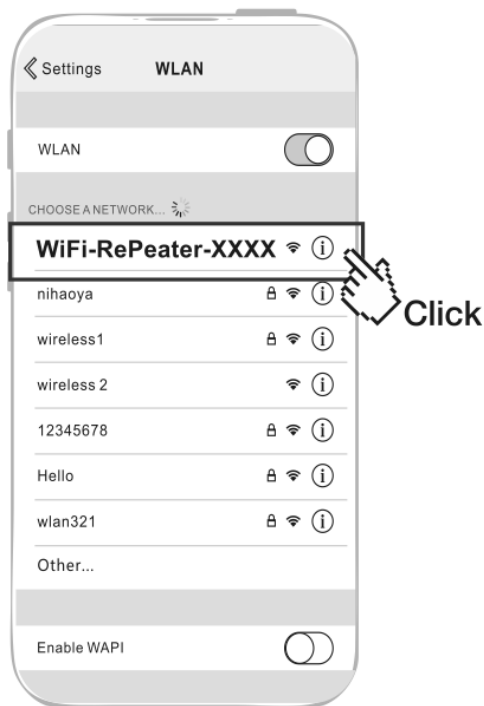 Settings WLAN
WLAN
CHOOSE A NETWORK...
WiFi-RePeater-XXXX
nihaoya
Click
wireless1
wireless 2
12345678
Hello
wlan321
Other...
Enable WAPI